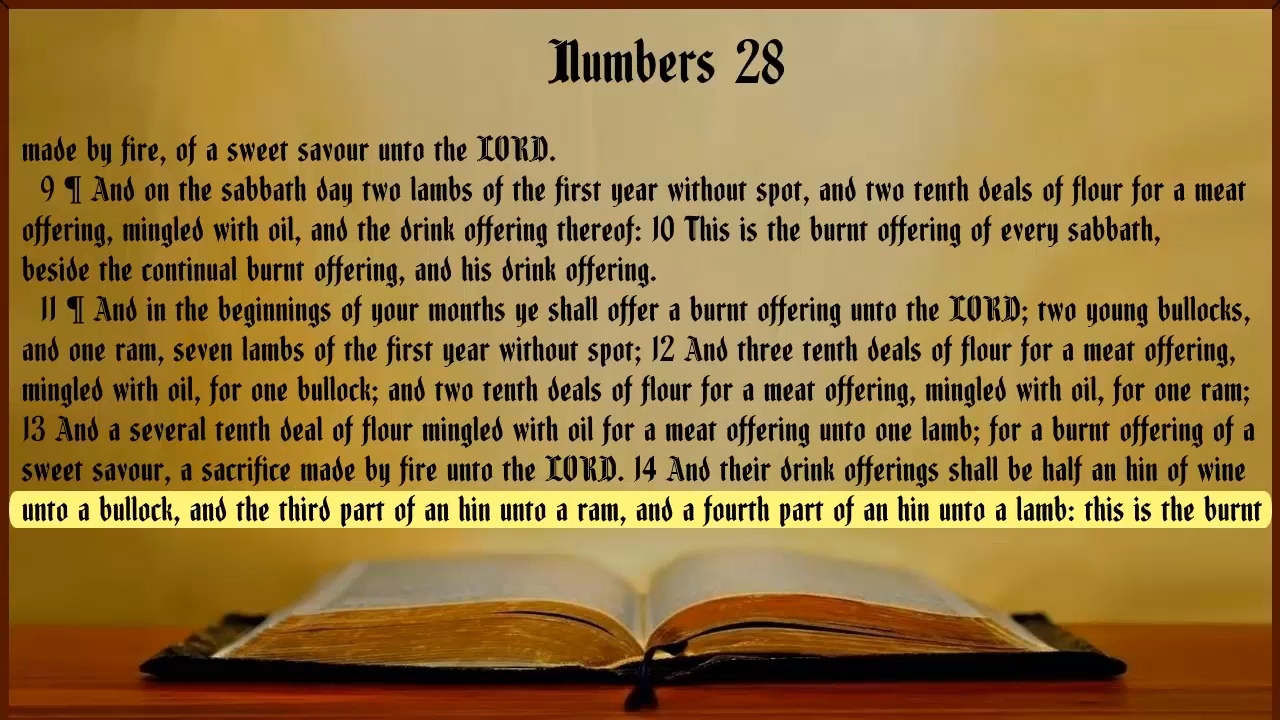 Numbers 28
made by fire, of a sweet savour unto the LORD.
9 ¶ And on the sabbath day two lambs of the first year without spot, and two tenth deals of flour for a meat
offering, mingled with oil, and the drink offering thereof: 10 This is the burnt offering of every sabbath,
beside the continual burnt offering, and his drink offering.
11 ¶ And in the beginnings of your months ye shall offer a burnt offering unto the LORD; two young bullocks,
and one ram, seven lambs of the first year without spot; 12 And three tenth deals of flour for a meat offering,
mingled with oil, for one bullock; and two tenth deals of flour for a meat offering, mingled with oil, for one ram;
13 And a several tenth deal of flour mingled with oil for a meat offering unto one lamb; for a burnt offering of a
sweet savour, a sacrifice made by fire unto the LORD. 14 And their drink offerings shall be half an hin of wine
unto a bullock, and the third part of an hin unto a ram, and a fourth part of an hin unto a lamb: this is the burnt